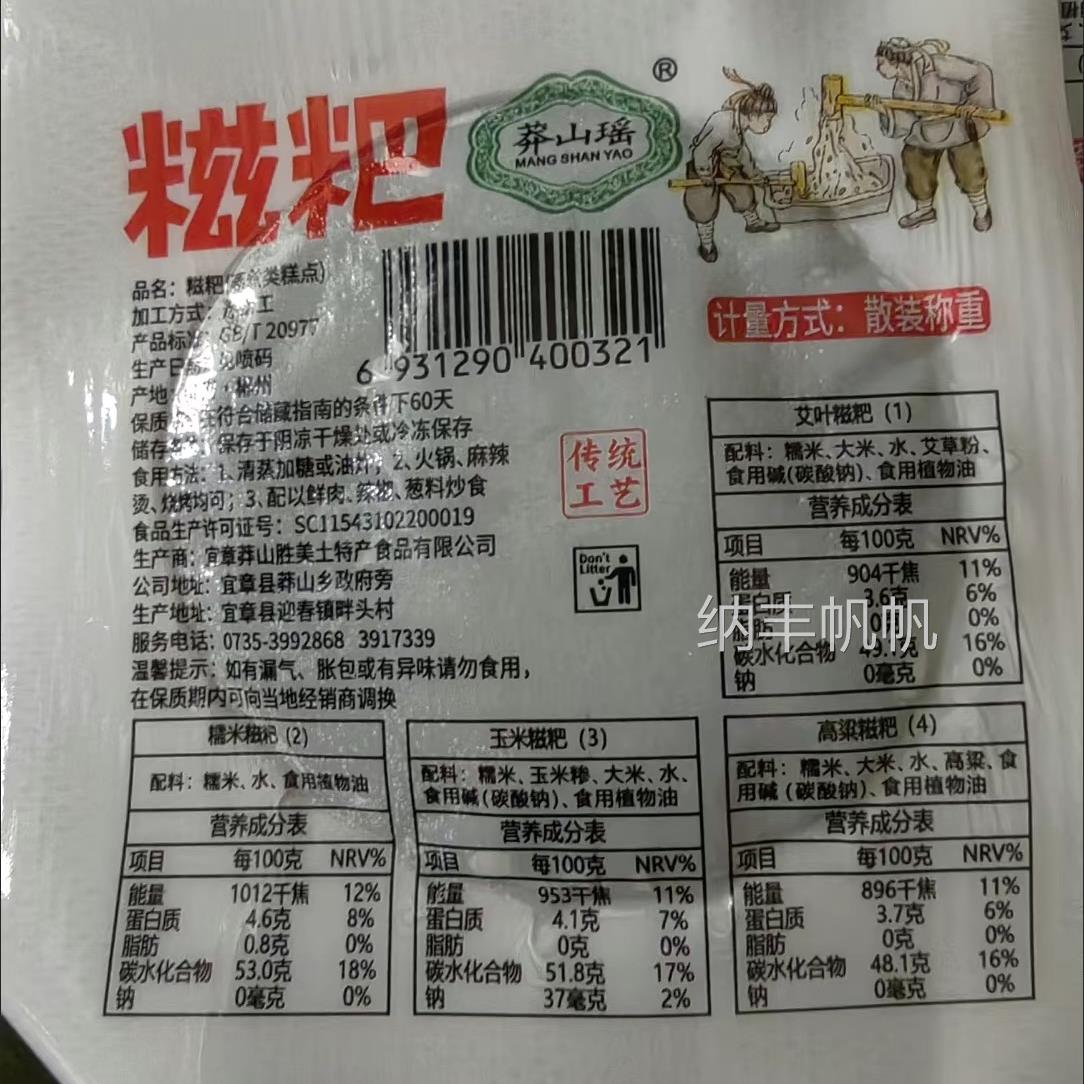 糍粑
莽山瑶
MANG SHAN YAO
®
品名：糍粑(类糕点)
加工方式：工
产品标准：GB/T 20977
生产日期：见喷码
产地：·郴州
保质期：在符合储藏指南的条件下60天
储存条件：保存于阴凉干燥处或冷冻保存
食用方法：1、清蒸加糖或油炸；2、火锅、麻辣
烫、烧烤均可；3、配以鲜肉、辣椒、葱料炒食
食品生产许可证号：SC11543102200019
生产商：宜章莽山胜美土特产食品有限公司
公司地址：宜章县莽山乡政府旁
生产地址：宜章县迎春镇畔头村
服务电话：0735-3992868 3917339
温馨提示：如有漏气、胀包或有异味请勿食用，
在保质期内可向当地经销商调换
6 931290 400321
计量方式：散装称重
传统
工艺
Don't
Litter
艾叶糍粑（1）
配料：糯米、大米、水、艾草粉、
食用碱(碳酸钠)、食用植物油
营养成分表
项目 每100克 NRV%
能量 904千焦 11%
蛋白质 3.6克 6%
脂肪 0克 0%
碳水化合物 49.1克 16%
钠 0毫克 0%
纳丰帆帆
糯米糍粑（2）
配料：糯米、水、食用植物油
营养成分表
项目 每100克 NRV%
能量 1012千焦 12%
蛋白质 4.6克 8%
脂肪 0.8克 0%
碳水化合物 53.0克 18%
钠 0毫克 0%
玉米糍粑（3）
配料：糯米、玉米糁、大米、水、
食用碱(碳酸钠)、食用植物油
营养成分表
项目 每100克 NRV%
能量 953千焦 11%
蛋白质 4.1克 7%
脂肪 0克 0%
碳水化合物 51.8克 17%
钠 37毫克 2%
高粱糍粑（4）
配料：糯米、大米、水、高粱、食
用碱（碳酸钠）、食用植物油
营养成分表
项目 每100克 NRV%
能量 896千焦 11%
蛋白质 3.7克 6%
脂肪 0克 0%
碳水化合物 48.1克 16%
钠 0毫克 0%